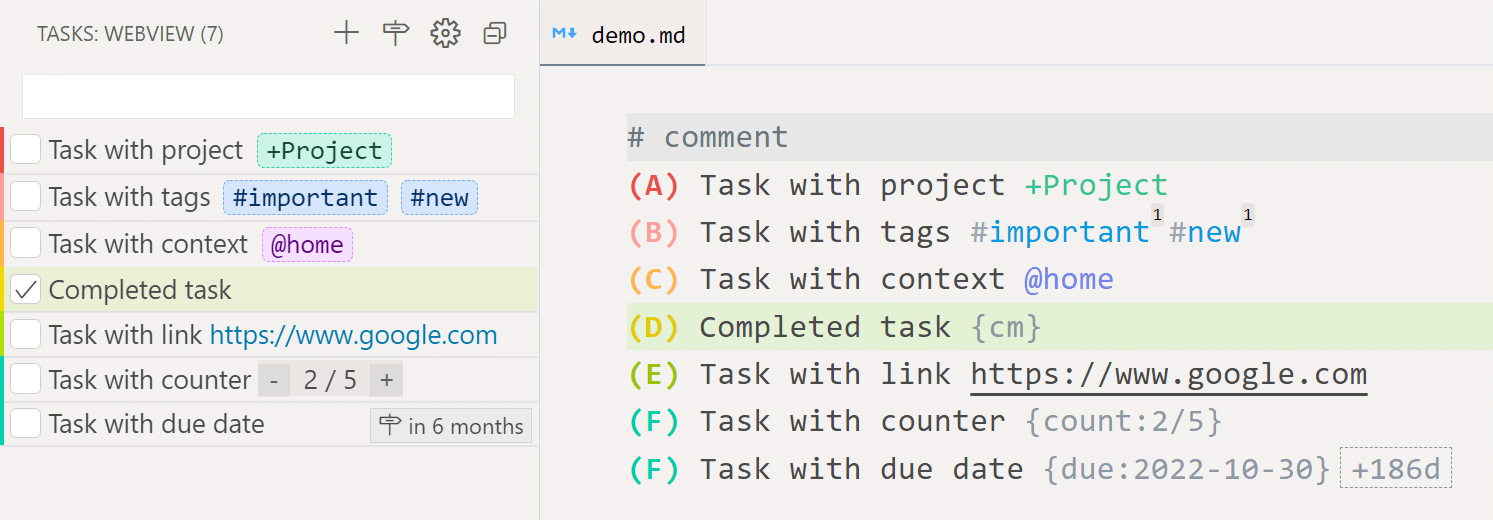 TASKS: WEBVIEW (7)
Task with project +Project
Task with tags #important #new
Task with context @home
Completed task
Task with link https://www.google.com
Task with counter - 2 / 5 +
Task with due date in 6 months
M demo.md
# comment
(A) Task with project +Project
(B) Task with tags #important 1 #new 1
(C) Task with context @home
(D) Completed task {cm}
(E) Task with link https://www.google.com
(F) Task with counter {count:2/5}
(F) Task with due date {due:2022-10-30} +186d